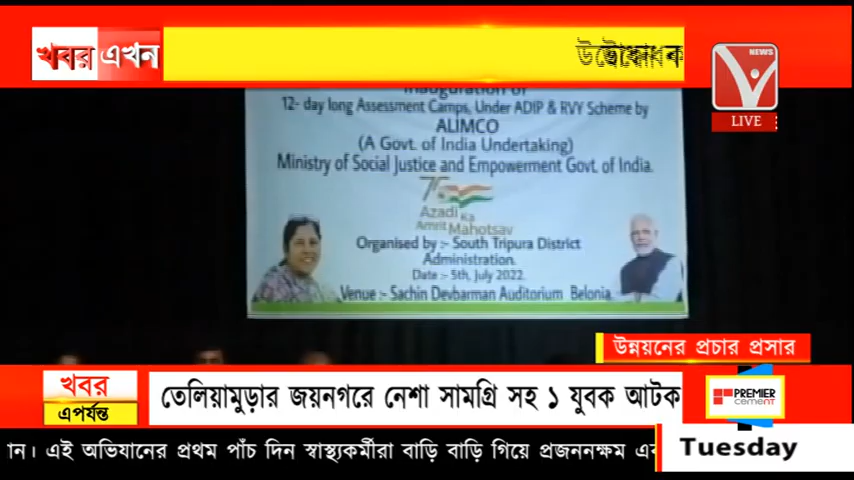 খবর এখন
NEWS
LIVE
Inauguration of
12- day long Assessment Camps, Under ADIP & RVY Scheme by
ALIMCO
(A Govt. of India Undertaking)
Ministry of Social Justice and Empowerment Govt. of India.
Azadi Ka
Amrit Mahotsav
Organised by :- South Tripura District
Administration.
Date :- 5th, July 2022.
Venue :- Sachin Devbarman Auditorium Belonia
উন্নয়নের প্রচার প্রসার
খবর
এপর্যন্ত
তেলিয়ামুড়ার জয়নগরে নেশা সামগ্রি সহ ১ যুবক আটক
PREMIER
cement
ান। এই অভিযানের প্রথম পাঁচ দিন স্বাস্থ্যকর্মীরা বাড়ি বাড়ি গিয়ে প্রজননক্ষম
Tuesday